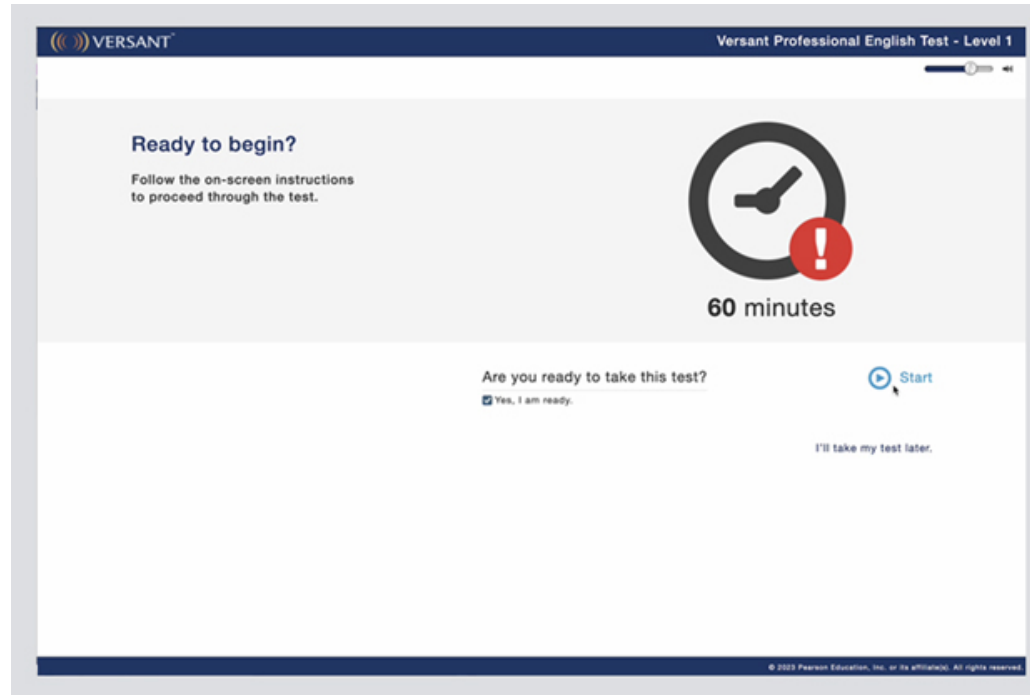 VERSANT™
Versant Professional English Test - Level 1
Ready to begin?
Follow the on-screen instructions
to proceed through the test.
60 minutes
Are you ready to take this test?
Start
Yes, I am ready.
I'll take my test later.
© 2023 Pearson Education, Inc. or its affiliate(s). All rights reserved.